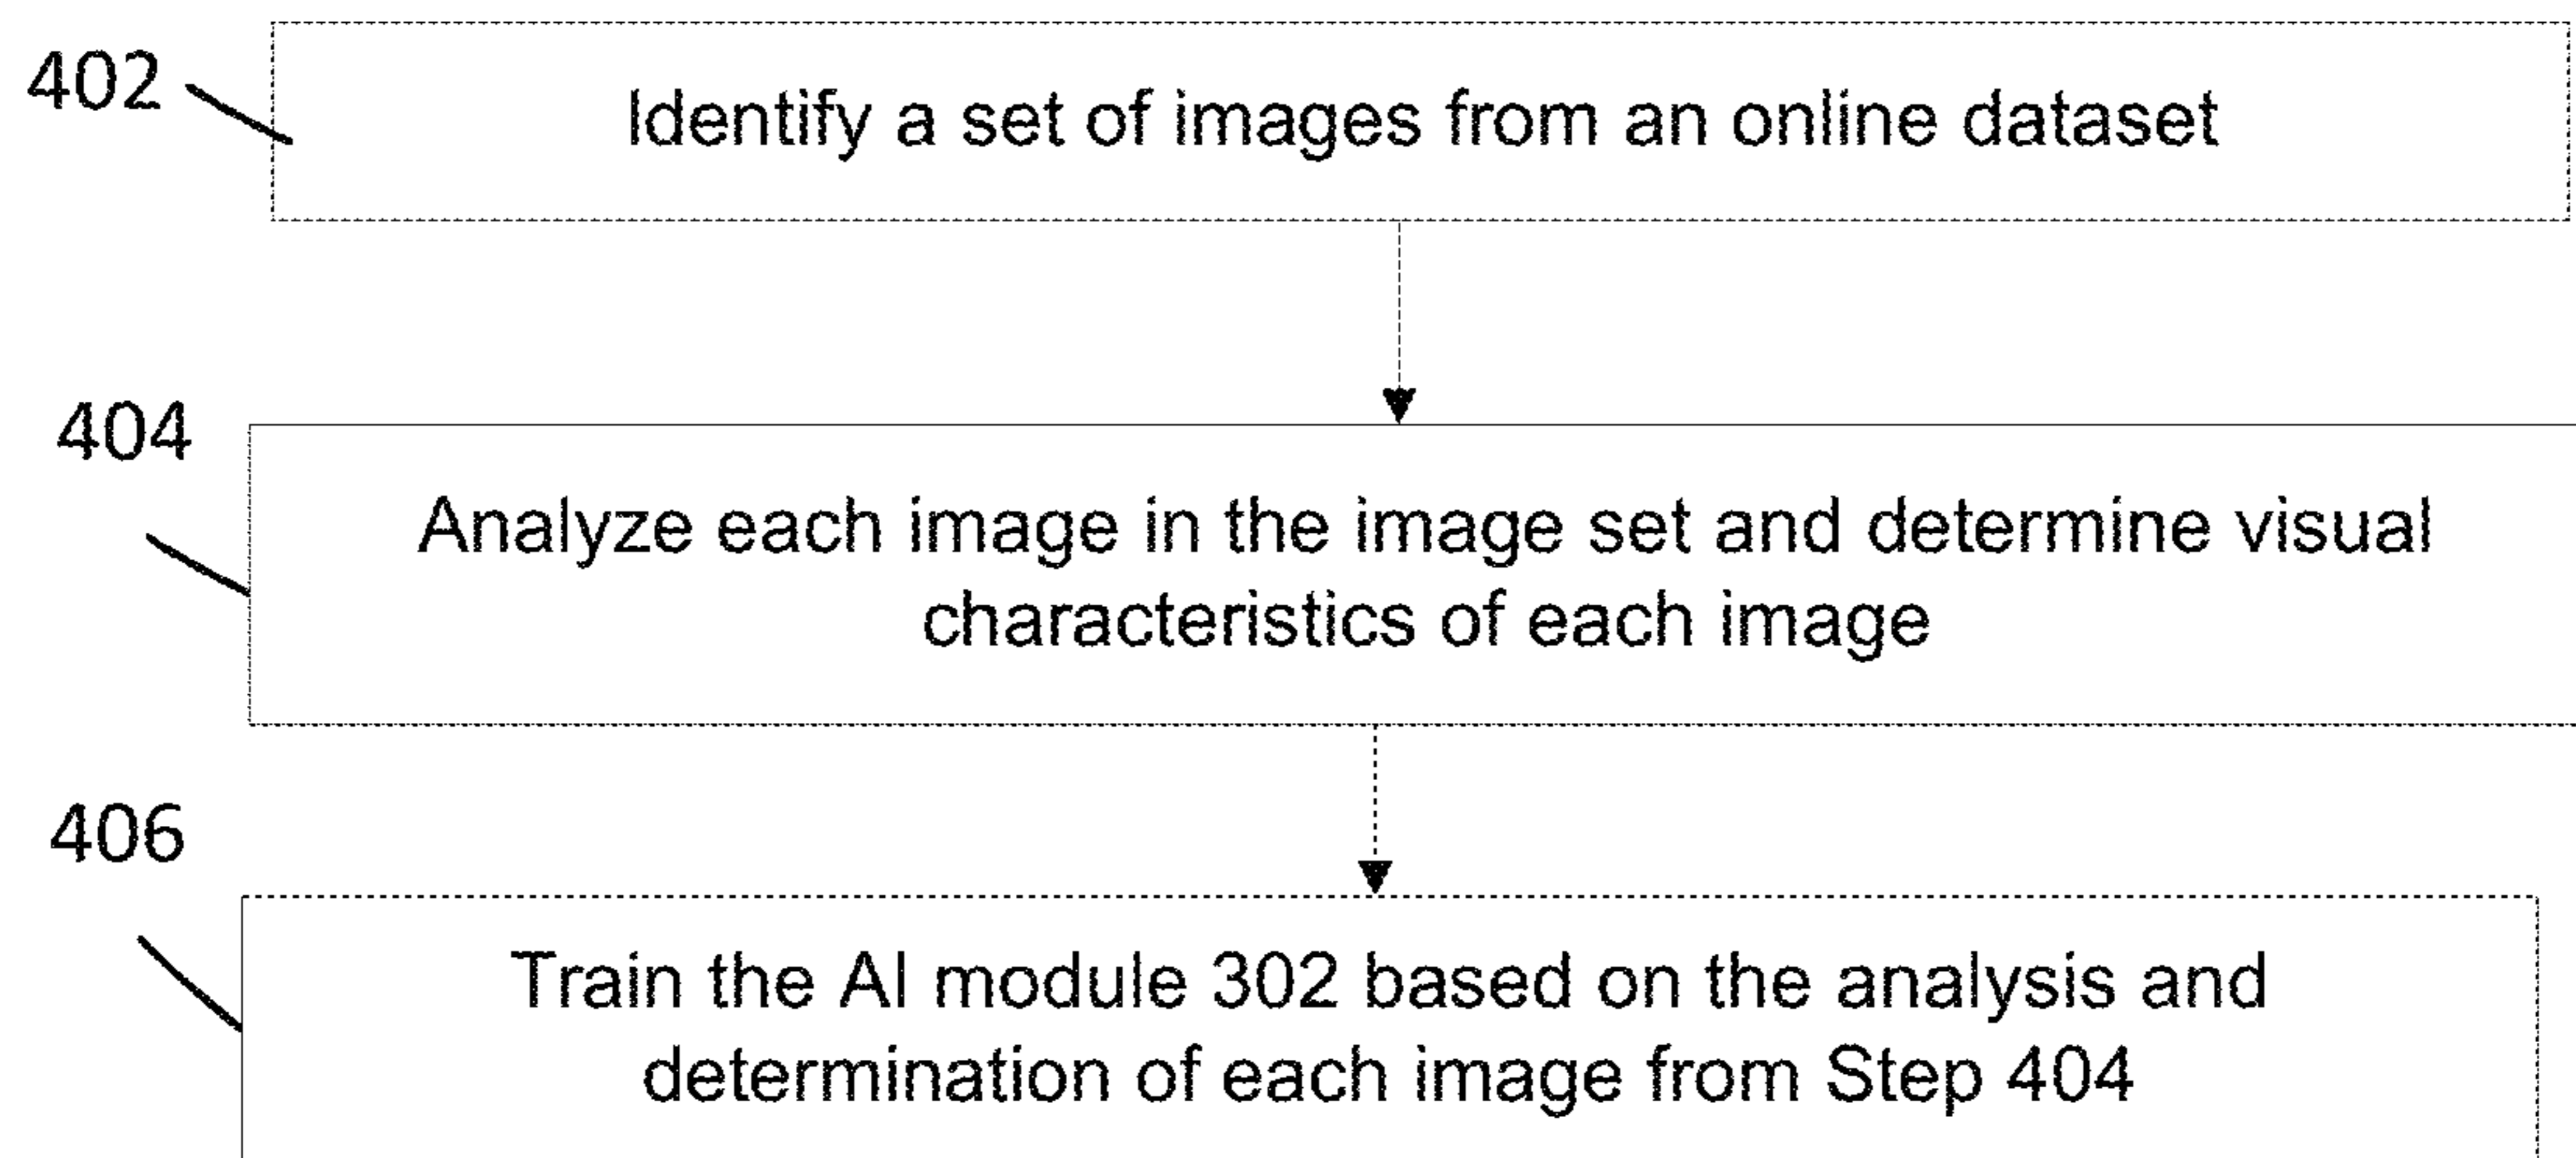 402
Identify a set of images from an online dataset
404
Analyze each image in the image set and determine visual
characteristics of each image
406
Train the AI module 302 based on the analysis and
determination of each image from Step 404